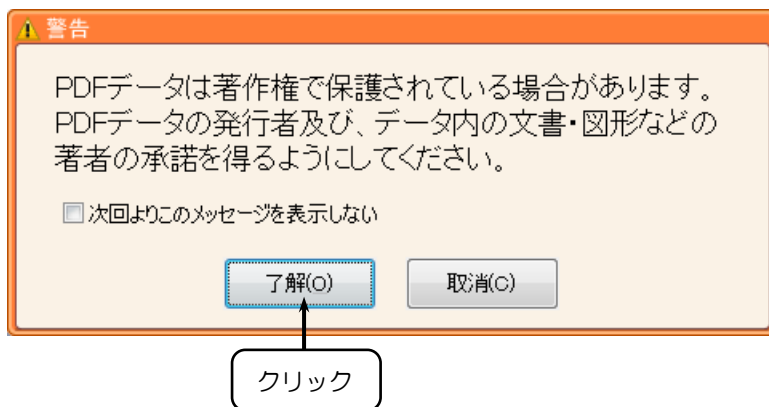 警告
PDFデータは著作権で保護されている場合があります。
PDFデータの発行者及び、データ内の文書・図形などの
著者の承諾を得るようにしてください。
次回よりこのメッセージを表示しない
了解(O) 取消(C)
クリック